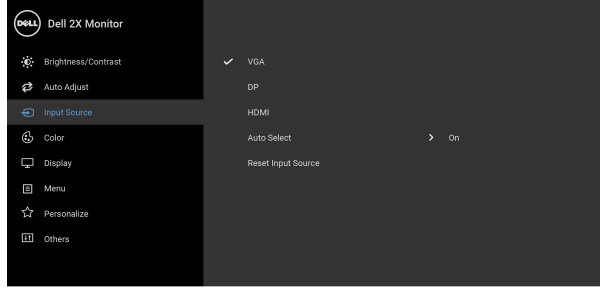 DELL Dell 2X Monitor
Brightness/Contrast
VGA
Auto Adjust
DP
Input Source
HDMI
Color
Auto Select
On
Display
Reset Input Source
Menu
Personalize
Others